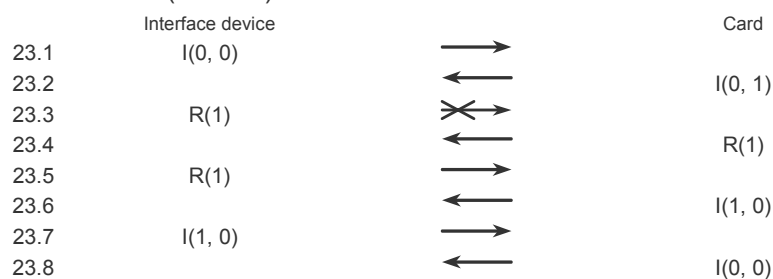 Interface device Card
23.1 I(0, 0)
23.2 I(0, 1)
23.3 R(1)
23.4 R(1)
23.5 R(1)
23.6 I(1, 0)
23.7 I(1, 0)
23.8 I(0, 0)